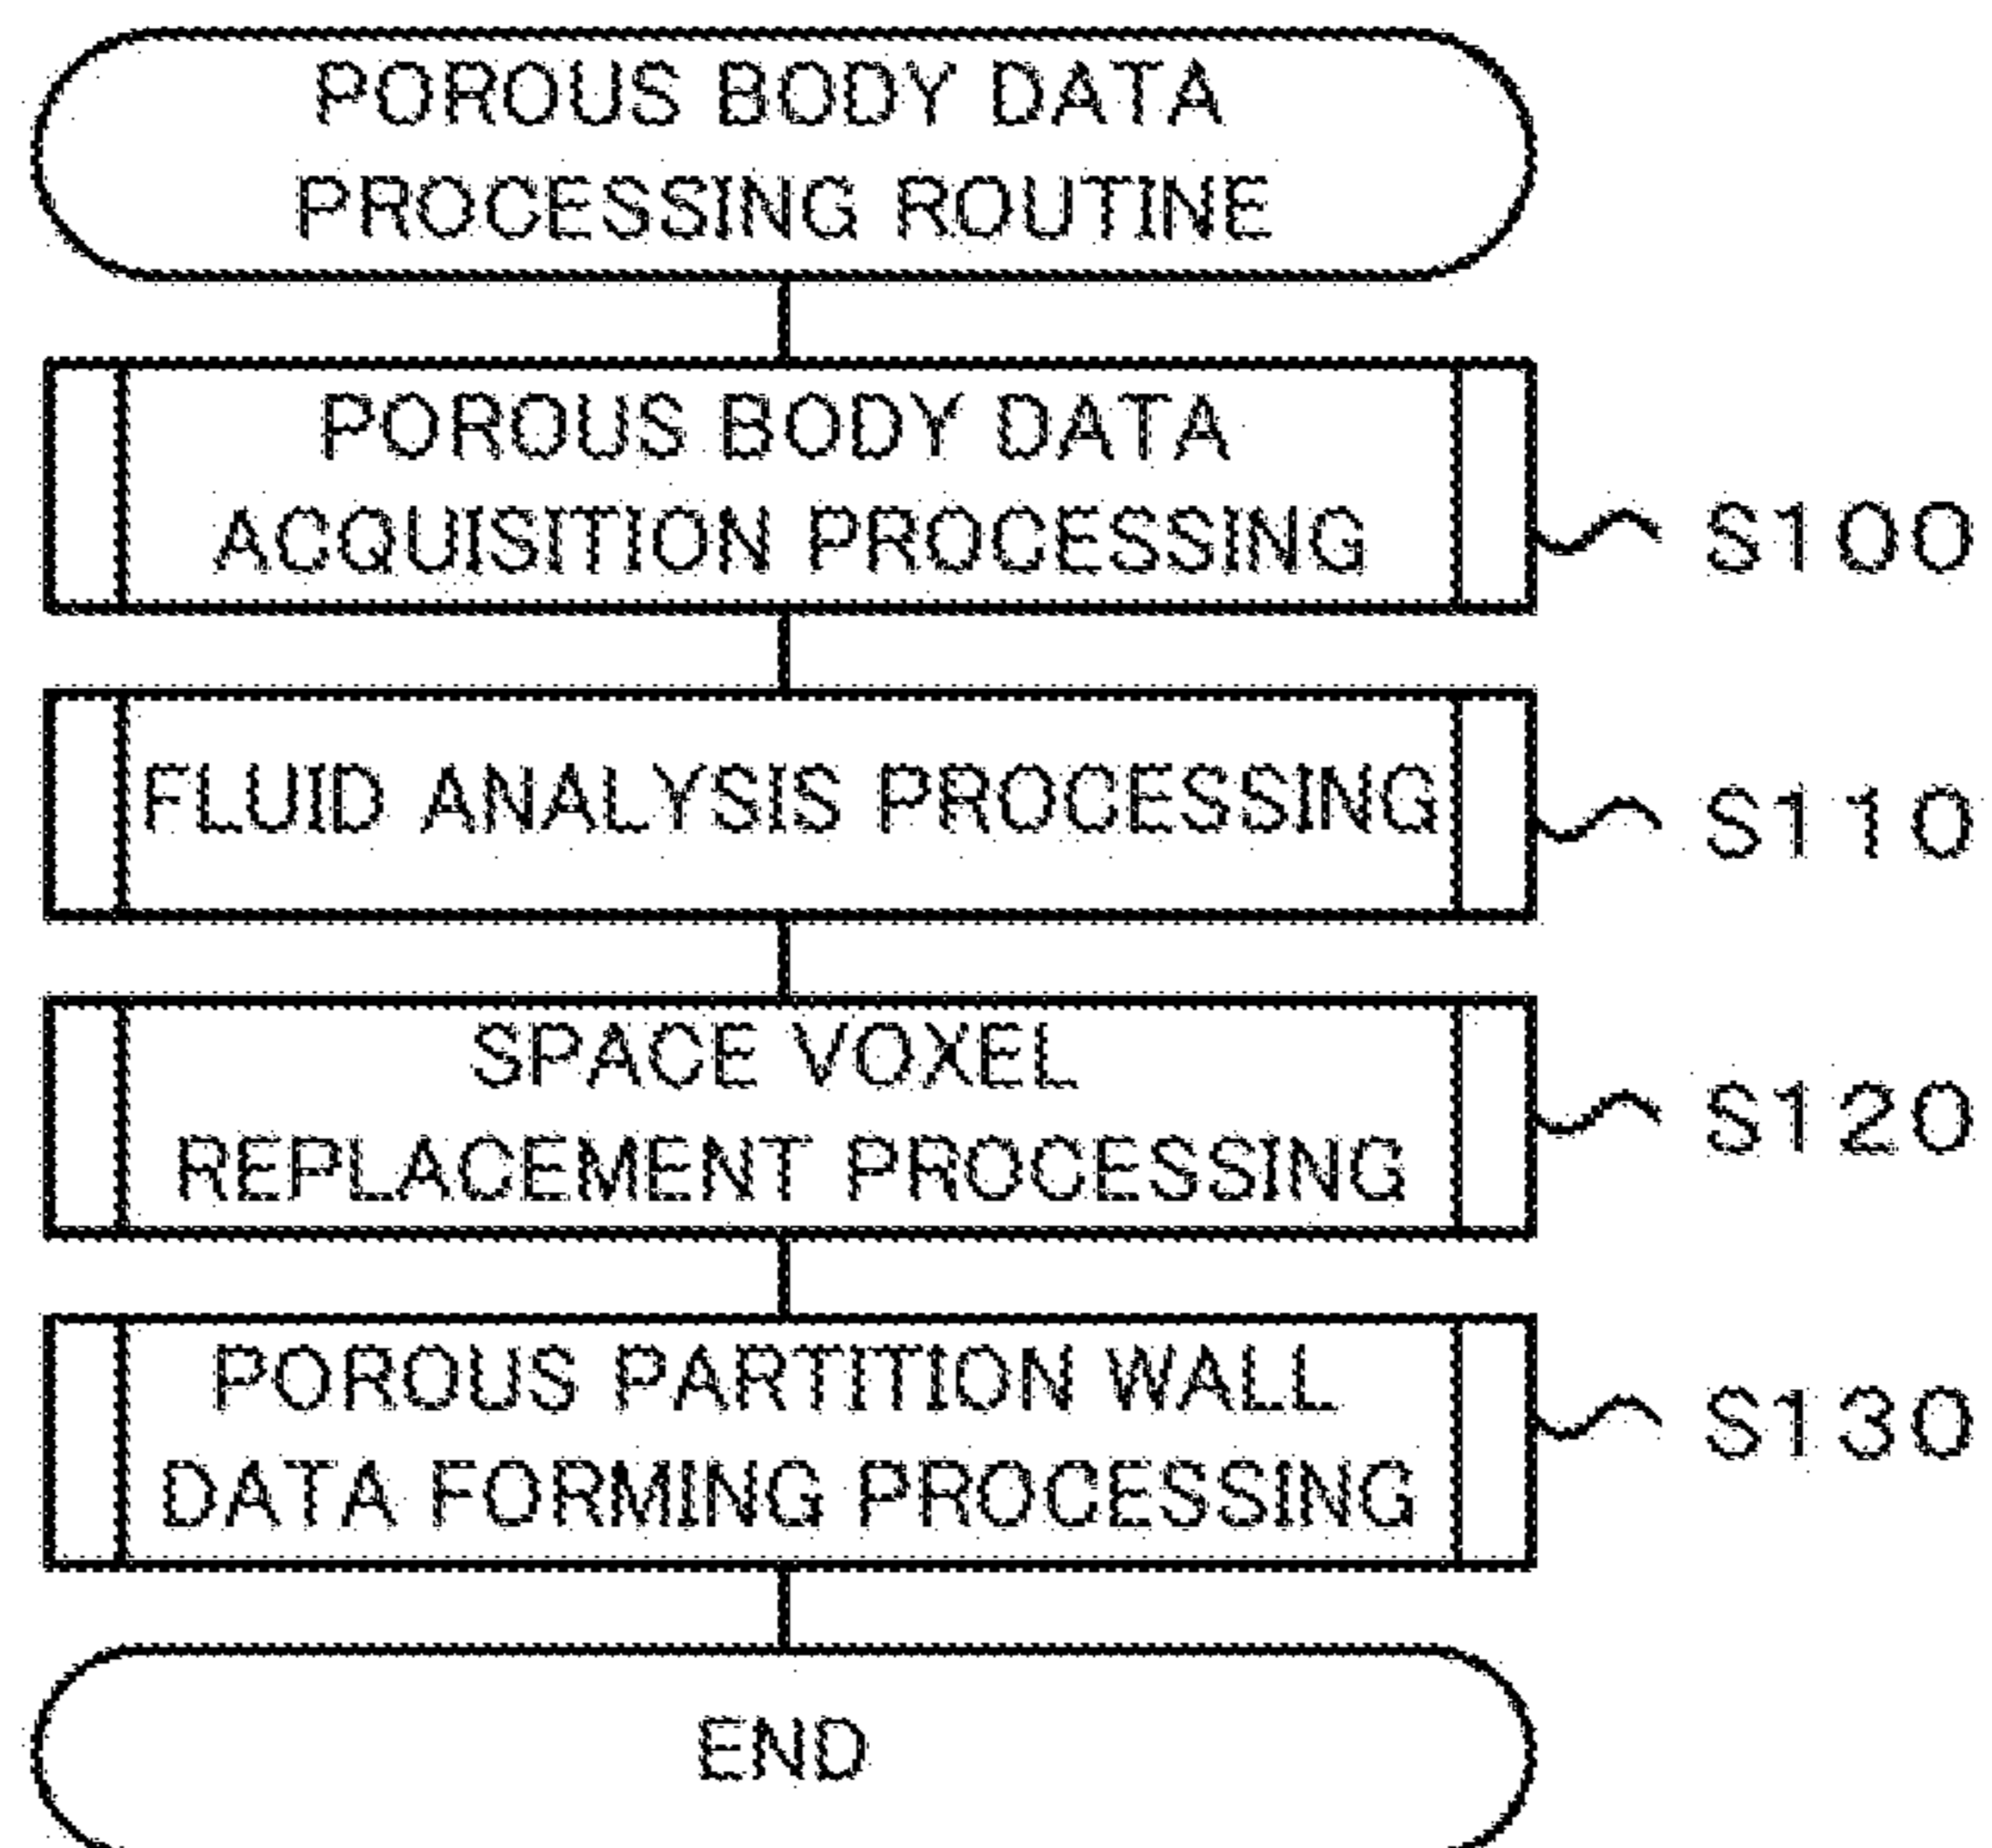 POROUS BODY DATA
PROCESSING ROUTINE
POROUS BODY DATA
ACQUISITION PROCESSING
S100
FLUID ANALYSIS PROCESSING
S110
SPACE VOXEL
REPLACEMENT PROCESSING
S120
POROUS PARTITION WALL
DATA FORMING PROCESSING
S130
END